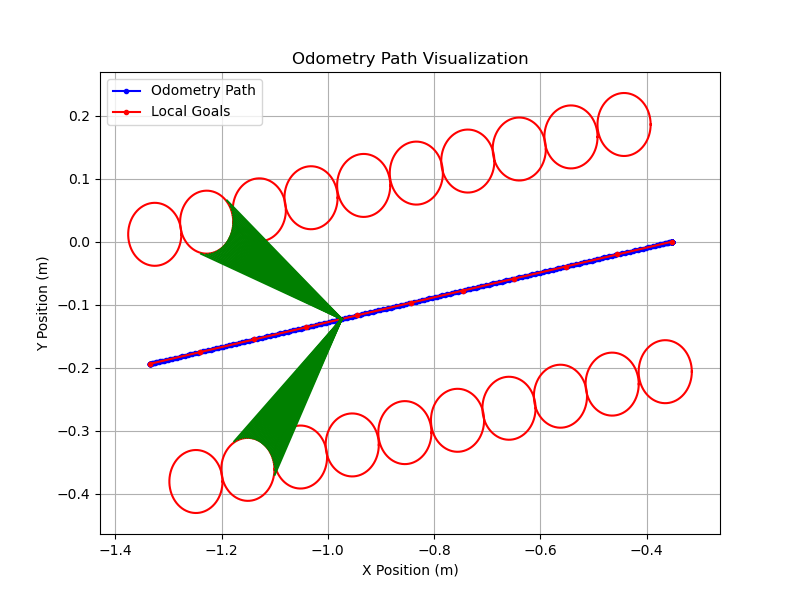 Odometry Path Visualization
Odometry Path
Local Goals
Y Position (m)
0.2
0.1
0.0
−0.1
−0.2
−0.3
−0.4
−1.4 −1.2 −1.0 −0.8 −0.6 −0.4
X Position (m)